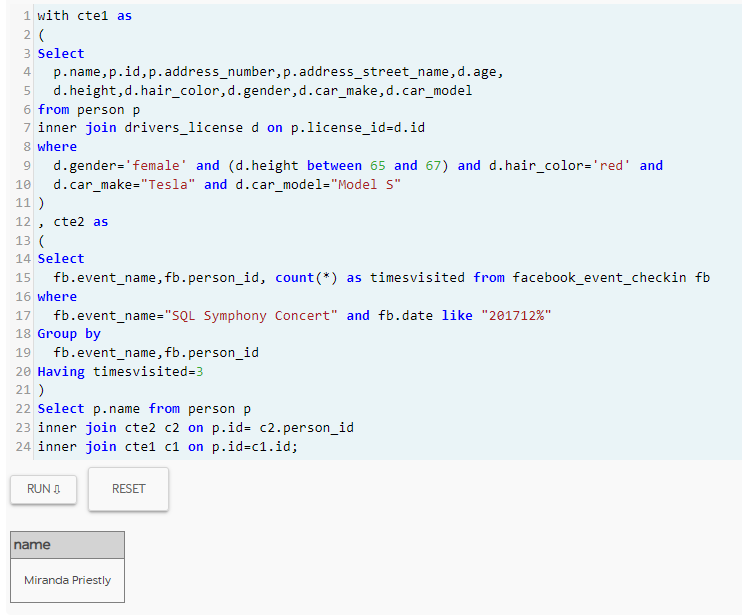 1 with cte1 as
2 (
3 Select
4 p.name,p.id,p.address_number,p.address_street_name,d.age,
5 d.height,d.hair_color,d.gender,d.car_make,d.car_model
6 from person p
7 inner join drivers_license d on p.license_id=d.id
8 where
9 d.gender='female' and (d.height between 65 and 67) and d.hair_color='red' and
10 d.car_make="Tesla" and d.car_model="Model S"
11 )
12 , cte2 as
13 (
14 Select
15 fb.event_name,fb.person_id, count(*) as timesvisited from facebook_event_checkin fb
16 where
17 fb.event_name="SQL Symphony Concert" and fb.date like "201712%"
18 Group by
19 fb.event_name,fb.person_id
20 Having timesvisited=3
21 )
22 Select p.name from person p
23 inner join cte2 c2 on p.id= c2.person_id
24 inner join cte1 c1 on p.id=c1.id;
RUN ⇩ RESET
name
Miranda Priestly